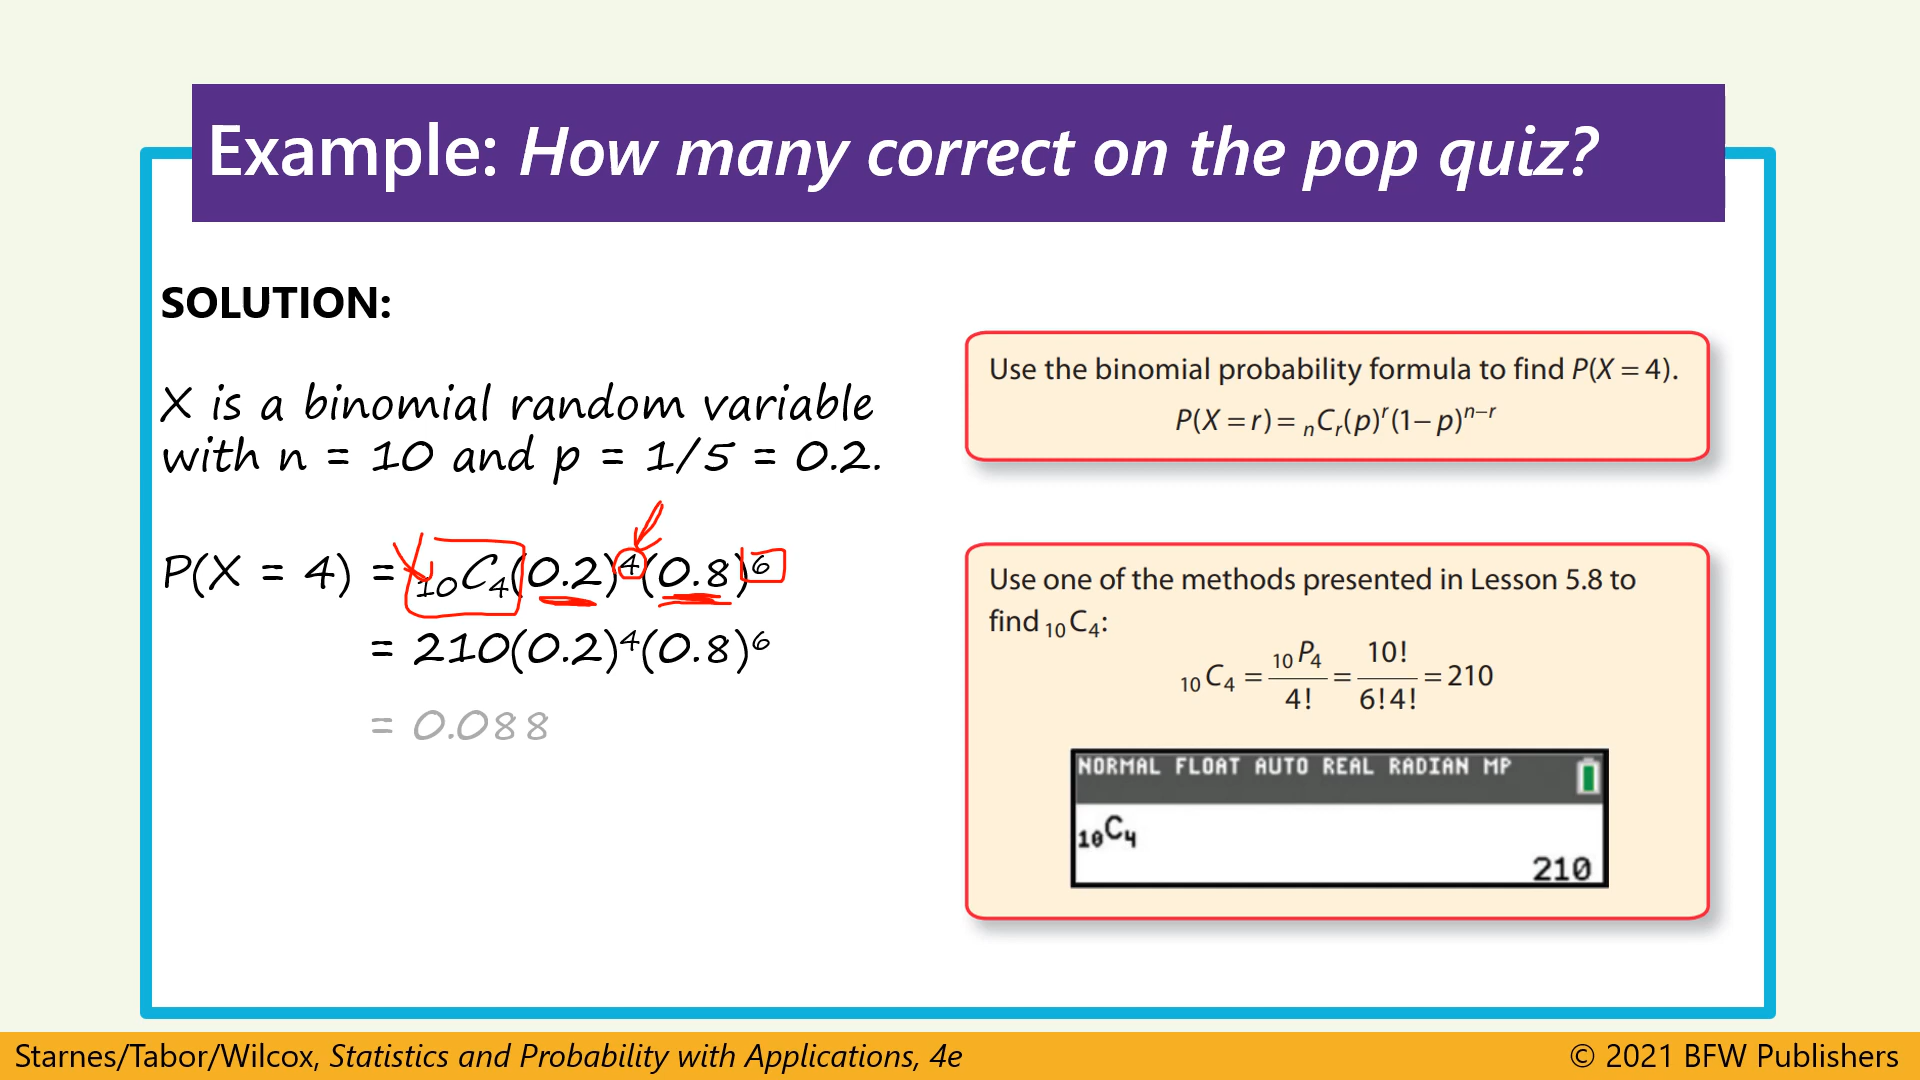 Example: How many correct on the pop quiz?
SOLUTION:
X is a binomial random variable
with n = 10 and p = 1/5 = 0.2.
P(X = 4) = ₁₀C₄(0.2)⁴(0.8)⁶
= 210(0.2)⁴(0.8)⁶
= 0.088
Use the binomial probability formula to find P(X = 4).
P(X = r) = ₙCᵣ(p)ʳ(1 – p)ⁿ⁻ʳ
Use one of the methods presented in Lesson 5.8 to
find ₁₀C₄:
₁₀C₄ = ₁₀P₄/4! = 10!/6!4! = 210
NORMAL FLOAT AUTO REAL RADIAN MP
₁₀C₄
210
Starnes/Tabor/Wilcox, Statistics and Probability with Applications, 4e
© 2021 BFW Publishers